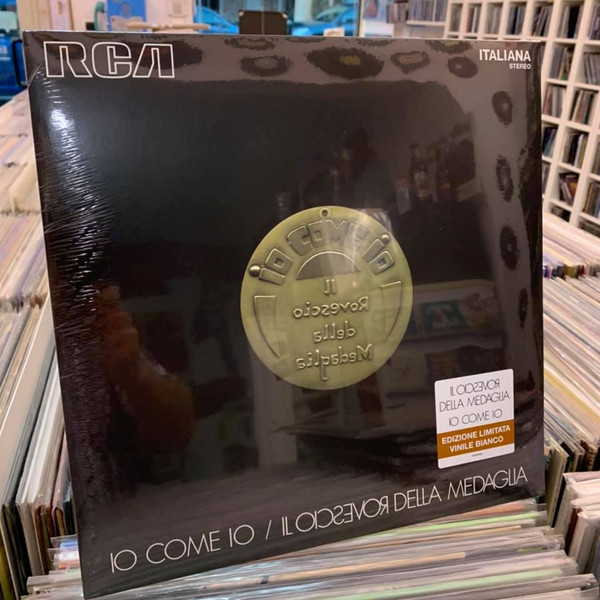 RCA
ITALIANA
STEREO
IO COME IO
IL
Rovescio
della
Medaglia
IL ROVESCIO
DELLA MEDAGLIA
IO COME IO
EDIZIONE LIMITATA
VINILE BIANCO
IO COME IO / IL ROVESCIO DELLA MEDAGLIA